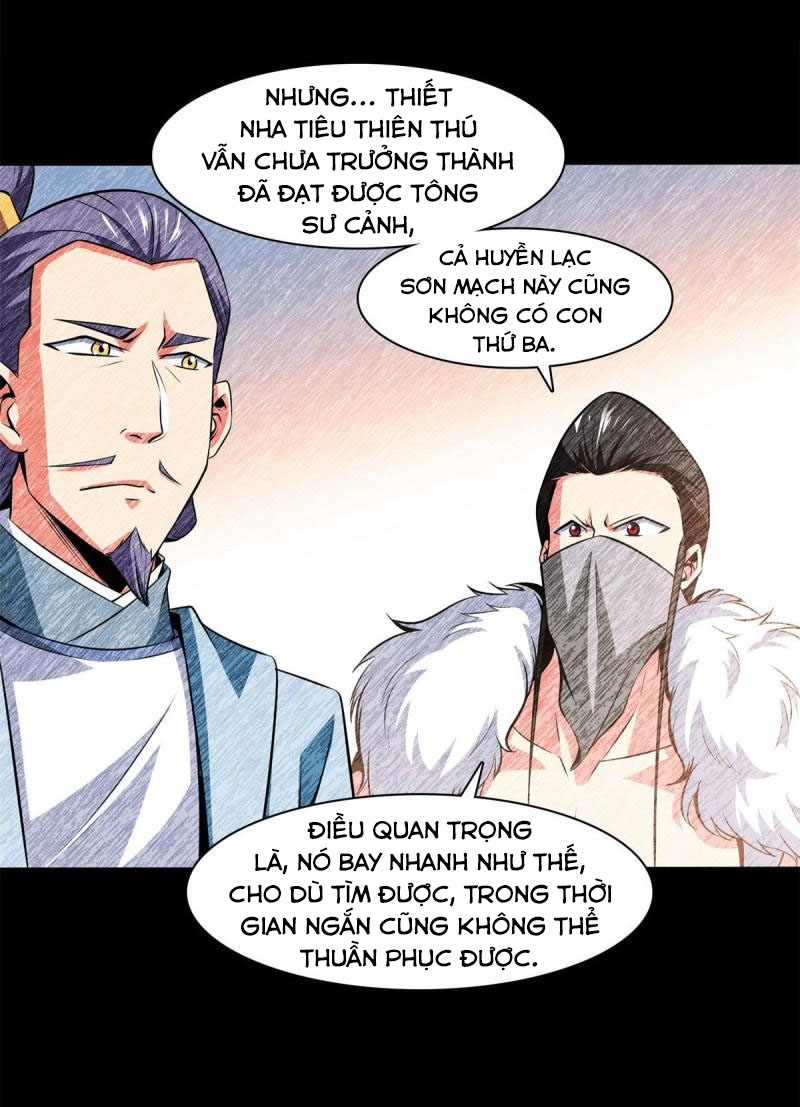 NHƯNG... THIẾT
NHA TIÊU THIÊN THÚ
VẪN CHƯA TRƯỞNG THÀNH
ĐÃ ĐẠT ĐƯỢC TÔNG
SƯ CẢNH,
CẢ HUYỀN LẠC
SƠN MẠCH NÀY CŨNG
KHÔNG CÓ CON
THỨ BA.
ĐIỀU QUAN TRỌNG
LÀ, NÓ BAY NHANH NHƯ THẾ,
CHO DÙ TÌM ĐƯỢC, TRONG THỜI
GIAN NGẮN CŨNG KHÔNG THỂ
THUẦN PHỤC ĐƯỢC.